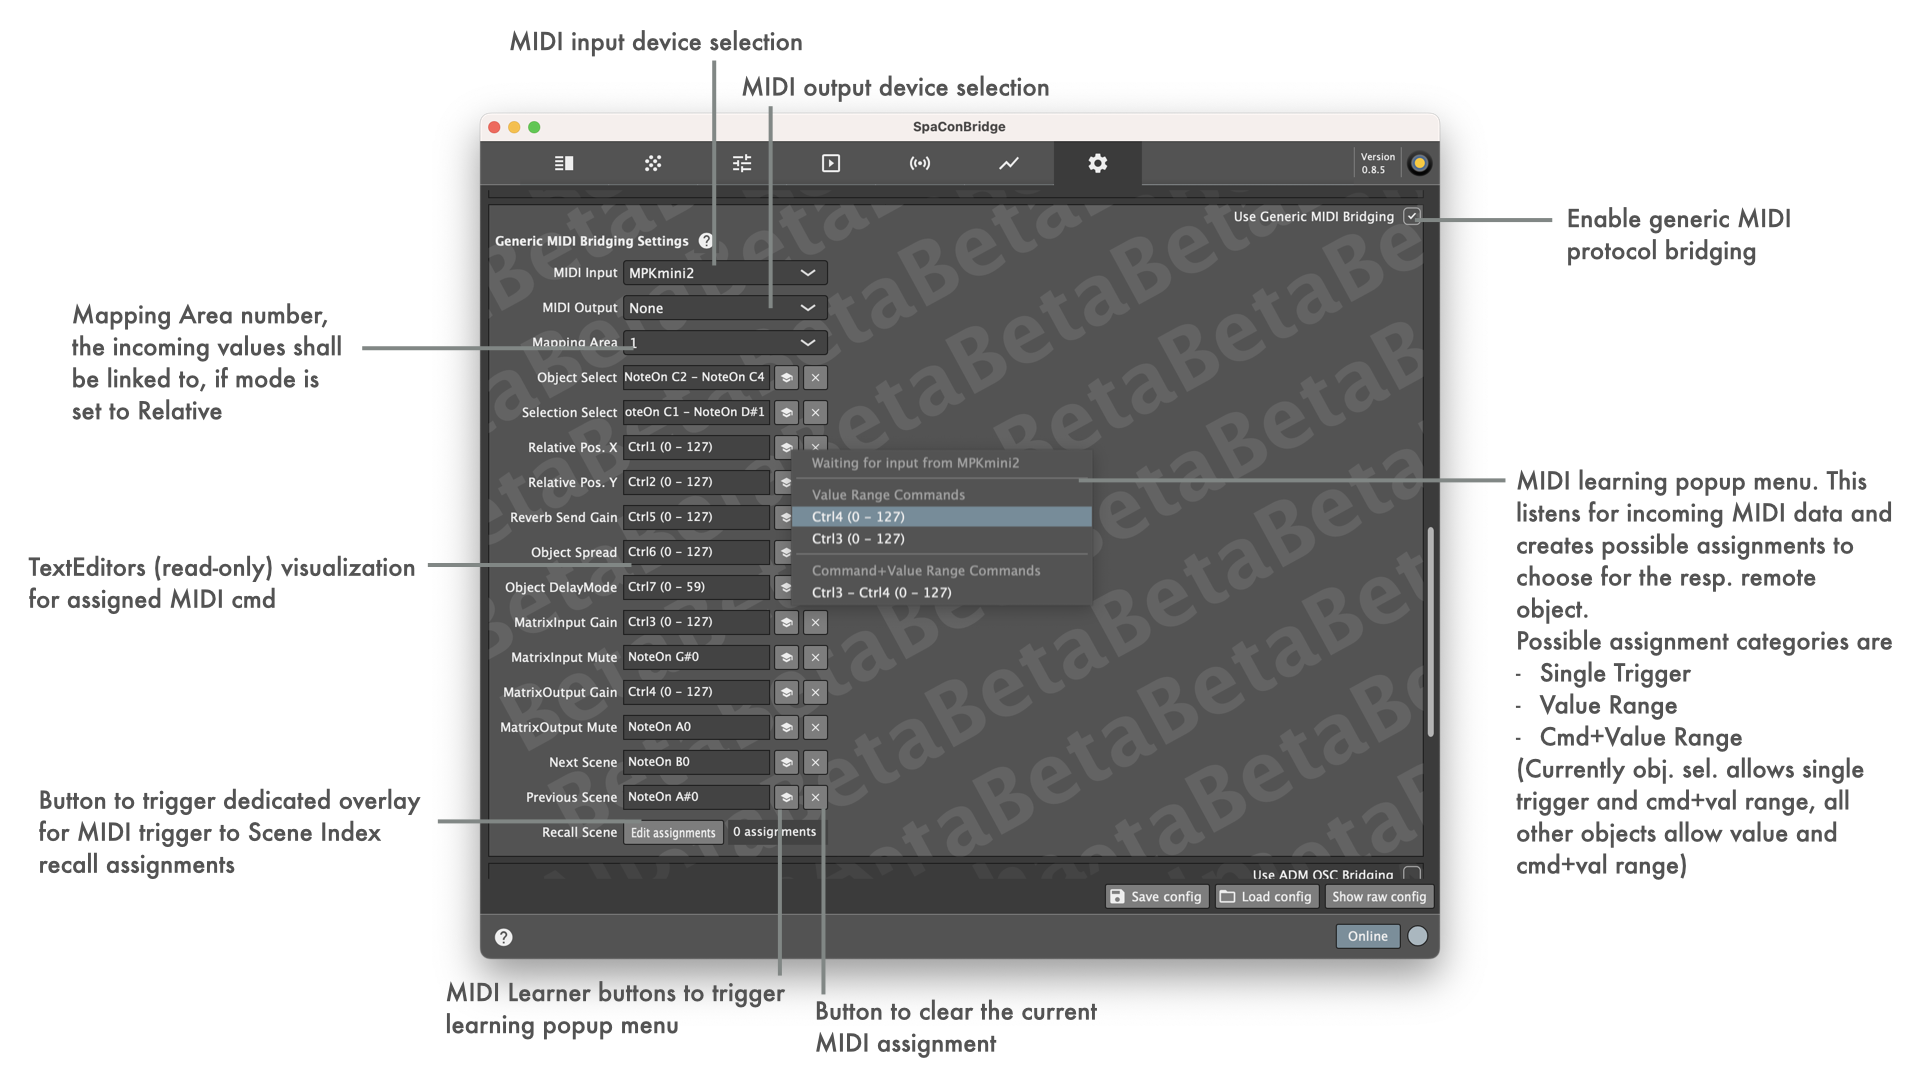 MIDI input device selection
MIDI output device selection
SpaConBridge
Version
0.8.5
Use Generic MIDI Bridging
Enable generic MIDI
protocol bridging
Generic MIDI Bridging Settings ?
MIDI Input MPKmini2
MIDI Output None
Mapping Area 1
Object Select NoteOn C2 - NoteOn C4
Selection Select oteOn C1 - NoteOn D#1
Relative Pos. X Ctrl1 (0 - 127)
Relative Pos. Y Ctrl2 (0 - 127)
Reverb Send Gain Ctrl5 (0 - 127)
Object Spread Ctrl6 (0 - 127)
Object DelayMode Ctrl7 (0 - 59)
MatrixInput Gain Ctrl3 (0 - 127)
MatrixInput Mute NoteOn G#0
MatrixOutput Gain Ctrl4 (0 - 127)
MatrixOutput Mute NoteOn A0
Next Scene NoteOn B0
Previous Scene NoteOn A#0
Recall Scene Edit assignments 0 assignments
Waiting for input from MPKmini2
Value Range Commands
Ctrl4 (0 - 127)
Ctrl3 (0 - 127)
Command+Value Range Commands
Ctrl3 - Ctrl4 (0 - 127)
Use ADM OSC Bridging
Save config Load config Show raw config
? Online
Mapping Area number,
the incoming values shall
be linked to, if mode is
set to Relative
TextEditors (read-only) visualization
for assigned MIDI cmd
Button to trigger dedicated overlay
for MIDI trigger to Scene Index
recall assignments
MIDI learning popup menu. This
listens for incoming MIDI data and
creates possible assignments to
choose for the resp. remote
object.
Possible assignment categories are
- Single Trigger
- Value Range
- Cmd+Value Range
(Currently obj. sel. allows single
trigger and cmd+val range, all
other objects allow value and
cmd+val range)
MIDI Learner buttons to trigger
learning popup menu
Button to clear the current
MIDI assignment
BetaBetaBetaBeta